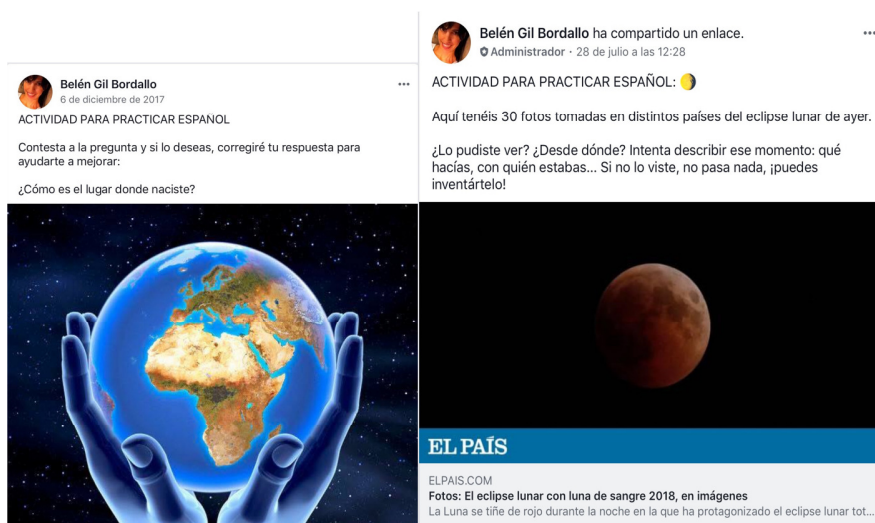 Belén Gil Bordallo
6 de diciembre de 2017
ACTIVIDAD PARA PRACTICAR ESPANOL
Contesta a la pregunta y si lo deseas, corregiré tu respuesta para
ayudarte a mejorar:
¿Cómo es el lugar donde naciste?
Belén Gil Bordallo ha compartido un enlace.
Administrador · 28 de julio a las 12:28
ACTIVIDAD PARA PRACTICAR ESPAÑOL:
Aquí tenéis 30 fotos tomadas en distintos países del eclipse lunar de ayer.
¿Lo pudiste ver? ¿Desde dónde? Intenta describir ese momento: qué
hacías, con quién estabas... Si no lo viste, no pasa nada, ¡puedes
inventártelo!
EL PAÍS
ELPAIS.COM
Fotos: El eclipse lunar con luna de sangre 2018, en imágenes
La Luna se tiñe de rojo durante la noche en la que ha protagonizado el eclipse lunar tot...